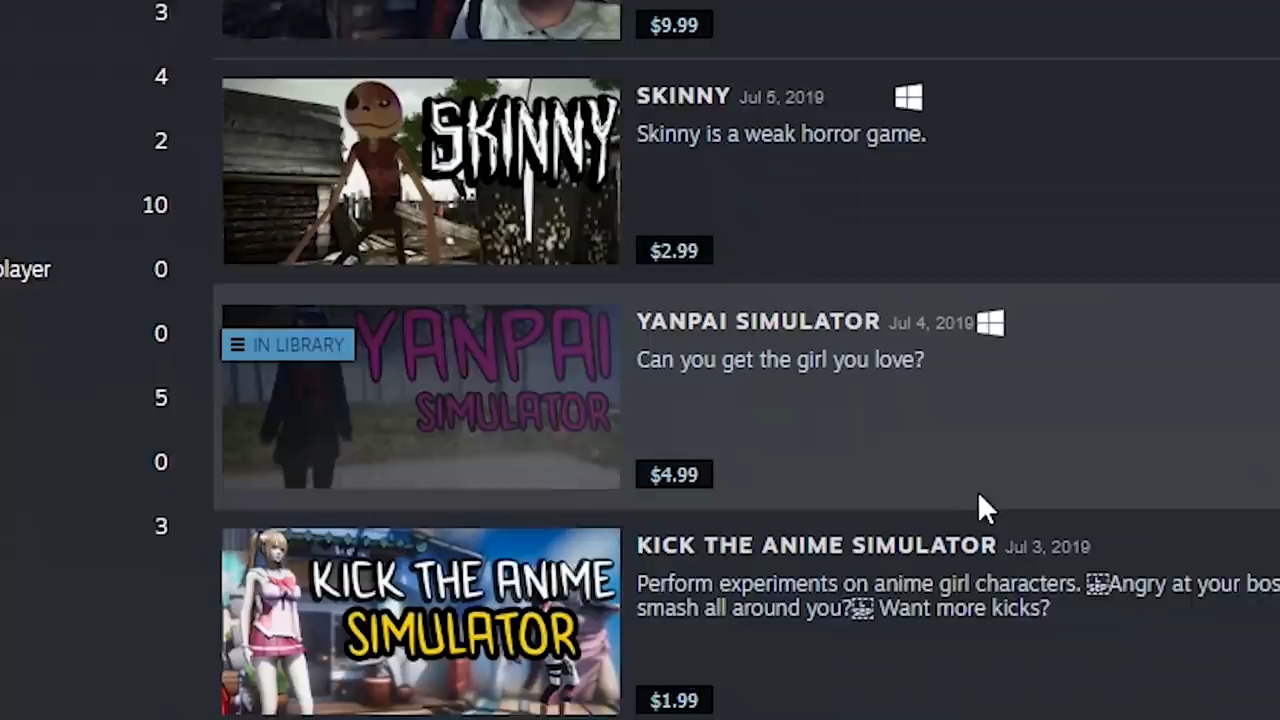 3
$9.99
4
SKINNY
SKINNY Jul 5, 2019
2
Skinny is a weak horror game.
10
$2.99
player
0
0
IN LIBRARY
YANPAI
SIMULATOR
YANPAI SIMULATOR Jul 4, 2019
Can you get the girl you love?
5
0
$4.99
3
KICK THE ANIME
SIMULATOR
KICK THE ANIME SIMULATOR Jul 3, 2019
Perform experiments on anime girl characters. Angry at your bos
smash all around you? Want more kicks?
$1.99